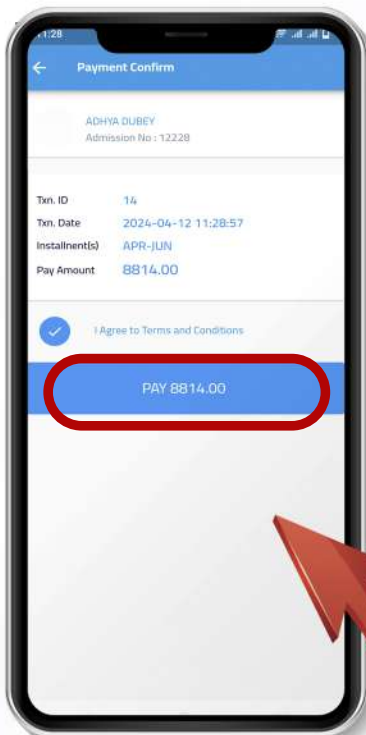 11:28
Payment Confirm
ADHYA DUBEY
Admission No : 12228
Txn. ID 14
Txn. Date 2024-04-12 11:28:57
Installment(s) APR-JUN
Pay Amount 8814.00
I Agree to Terms and Conditions
PAY 8814.00